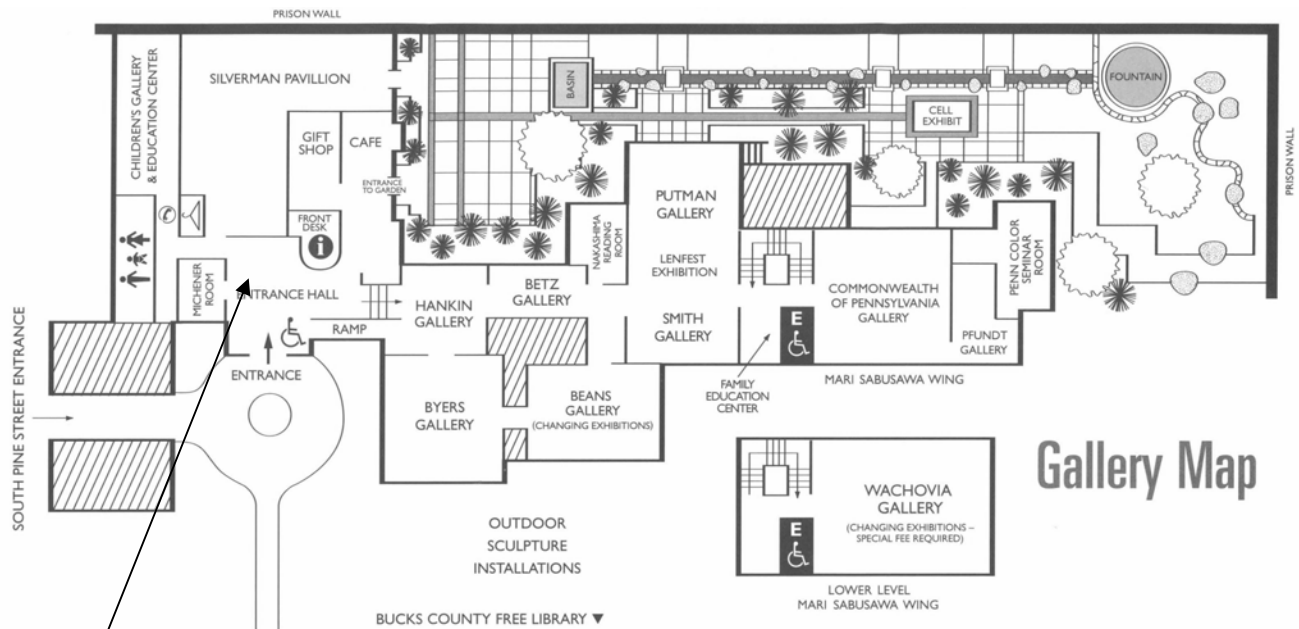 PRISON WALL
SILVERMAN PAVILLION
CHILDREN'S GALLERY
& EDUCATION CENTER
GIFT
SHOP
CAFE
ENTRANCE
TO GARDEN
FRONT
DESK
i
BASIN
FOUNTAIN
CELL
EXHIBIT
PRISON WALL
PUTMAN
GALLERY
NAKASHIMA
READING
ROOM
LENFEST
EXHIBITION
SMITH
GALLERY
COMMONWEALTH
OF PENNSYLVANIA
GALLERY
PENN COLOR
SEMINAR
ROOM
PFUNDT
GALLERY
MICHENER
ROOM
ENTRANCE HALL
RAMP
HANKIN
GALLERY
BETZ
GALLERY
E
ENTRANCE
SOUTH PINE STREET ENTRANCE
BYERS
GALLERY
BEANS
GALLERY
(CHANGING EXHIBITIONS)
FAMILY
EDUCATION
CENTER
MARI SABUSAWA WING
Gallery Map
E
WACHOVIA
GALLERY
(CHANGING EXHIBITIONS –
SPECIAL FEE REQUIRED)
LOWER LEVEL
MARI SABUSAWA WING
OUTDOOR
SCULPTURE
INSTALLATIONS
BUCKS COUNTY FREE LIBRARY ▼